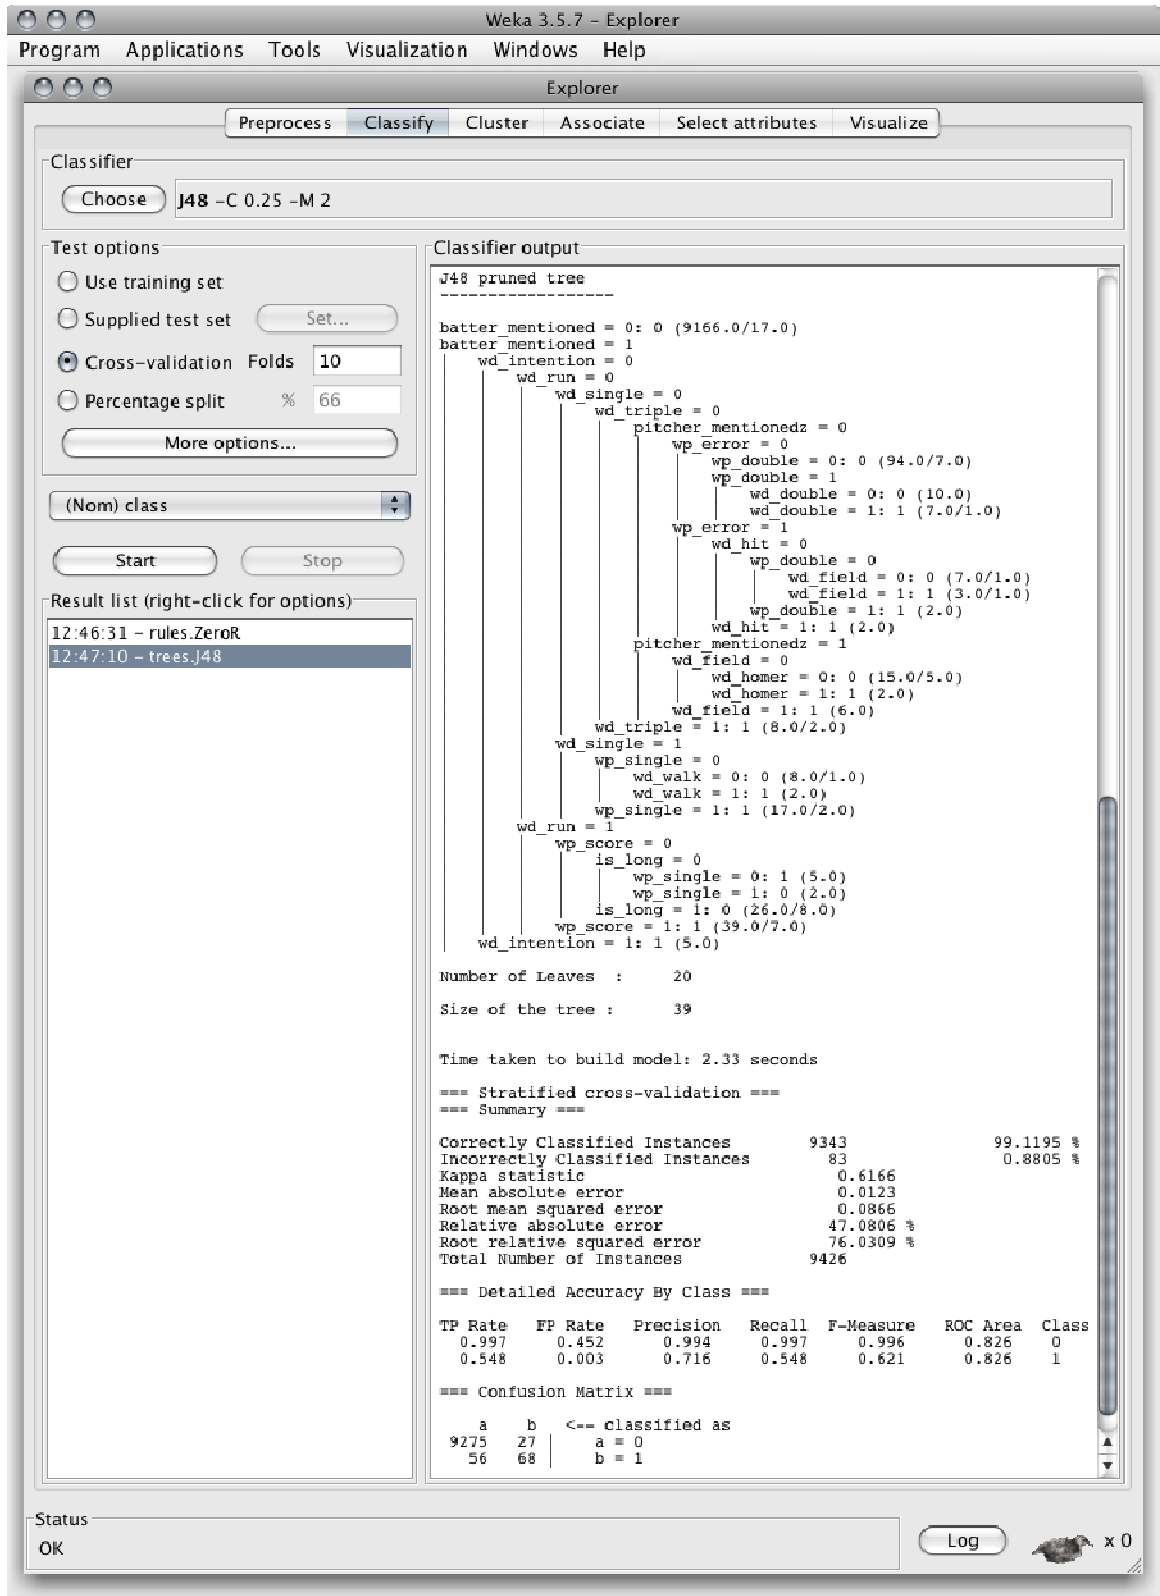 Weka 3.5.7 - Explorer
Program Applications Tools Visualization Windows Help
Explorer
Preprocess Classify Cluster Associate Select attributes Visualize
Classifier
Choose J48 -C 0.25 -M 2
Test options
Use training set
Supplied test set Set...
Cross-validation Folds 10
Percentage split % 66
More options...
(Nom) class
Start Stop
Result list (right-click for options)
12:46:31 - rules.ZeroR
12:47:10 - trees.J48
Classifier output
J48 pruned tree
------------------
batter_mentioned = 0: 0 (9166.0/17.0)
batter_mentioned = 1
| wd_intention = 0
| | wd_run = 0
| | | wd_single = 0
| | | | wd_triple = 0
| | | | | pitcher_mentionedz = 0
| | | | | | wp_error = 0
| | | | | | | wp_double = 0: 0 (94.0/7.0)
| | | | | | | wp_double = 1
| | | | | | | | wd_double = 0: 0 (10.0)
| | | | | | | | wd_double = 1: 1 (7.0/1.0)
| | | | | | wp_error = 1
| | | | | | | wd_hit = 0
| | | | | | | | wp_double = 0
| | | | | | | | | wd_field = 0: 0 (7.0/1.0)
| | | | | | | | | wd_field = 1: 1 (3.0/1.0)
| | | | | | | | wp_double = 1: 1 (2.0)
| | | | | | | wd_hit = 1: 1 (2.0)
| | | | | pitcher_mentionedz = 1
| | | | | | wd_field = 0
| | | | | | | wd_homer = 0: 0 (15.0/5.0)
| | | | | | | wd_homer = 1: 1 (2.0)
| | | | | | wd_field = 1: 1 (6.0)
| | | | wd_triple = 1: 1 (8.0/2.0)
| | | wd_single = 1
| | | | wp_single = 0
| | | | | wd_walk = 0: 0 (8.0/1.0)
| | | | | wd_walk = 1: 1 (2.0)
| | | | wp_single = 1: 1 (17.0/2.0)
| | wd_run = 1
| | | wp_score = 0
| | | | is_long = 0
| | | | | wp_single = 0: 1 (5.0)
| | | | | wp_single = 1: 0 (2.0)
| | | | is_long = 1: 0 (26.0/8.0)
| | | wp_score = 1: 1 (39.0/7.0)
| wd_intention = 1: 1 (5.0)
Number of Leaves : 20
Size of the tree : 39
Time taken to build model: 2.33 seconds
=== Stratified cross-validation ===
=== Summary ===
Correctly Classified Instances 9343 99.1195 %
Incorrectly Classified Instances 83 0.8805 %
Kappa statistic 0.6166
Mean absolute error 0.0123
Root mean squared error 0.0866
Relative absolute error 47.0806 %
Root relative squared error 76.0309 %
Total Number of Instances 9426
=== Detailed Accuracy By Class ===
TP Rate FP Rate Precision Recall F-Measure ROC Area Class
0.997 0.452 0.994 0.997 0.996 0.826 0
0.548 0.003 0.716 0.548 0.621 0.826 1
=== Confusion Matrix ===
a b <-- classified as
9275 27 | a = 0
56 68 | b = 1
Status
OK
Log x 0